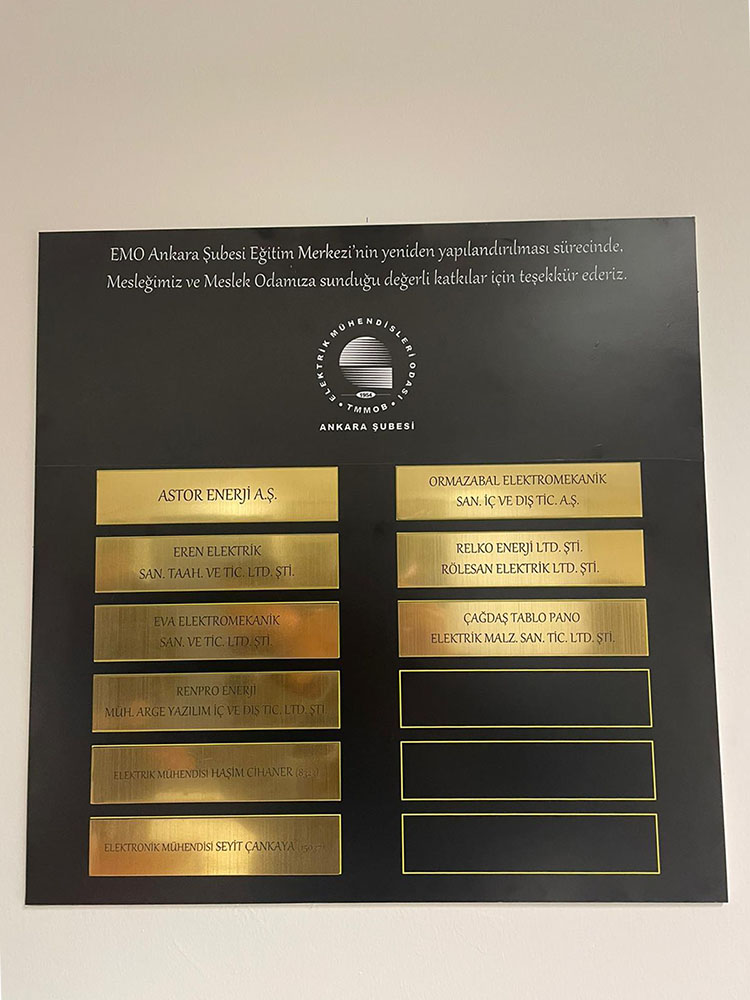 EMO Ankara Şubesi Eğitim Merkezi'nin yeniden yapılandırılması sürecinde,
Mesleğimiz ve Meslek Odamıza sunduğu değerli katkılar için teşekkür ederiz.
ELEKTRİK MÜHENDİSLERİ ODASI
1954
• TMMOB •
ANKARA ŞUBESİ
ASTOR ENERJİ A.Ş.
EREN ELEKTRİK
SAN. TAAH. VE TİC. LTD. ŞTİ.
EVA ELEKTROMEKANİK
SAN. VE TİC. LTD. ŞTİ.
RENPRO ENERJİ
MÜH. ARGE YAZILIM İÇ VE DIŞ TİC. LTD. ŞTİ
ELEKTRİK MÜHENDİSİ HAŞİM CİHANER
ELEKTRONİK MÜHENDİSİ SEYİT ÇANKAYA
ORMAZABAL ELEKTROMEKANİK
SAN. İÇ VE DIŞ TİC. A.Ş.
RELKO ENERJİ LTD. ŞTİ.
RÖLESAN ELEKTRİK LTD. ŞTİ.
ÇAĞDAŞ TABLO PANO
ELEKTRİK MALZ. SAN. TİC. LTD. ŞTİ.